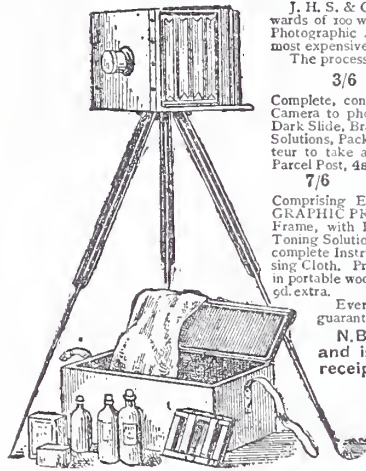 J. H. S. & C
wards of 100 w
Photographic
most expensive
The process
3/6
Complete, con
Camera to pho
Dark Slide, Bra
Solutions, Pack
teur to take a
Parcel Post, 4s
7/6
Comprising E
GRAPHIC PR
Frame, with
Toning Solutio
complete Instr
sing Cloth. Pr
in portable woo
9d. extra.
Ever
guarant
N.B
and i
receip